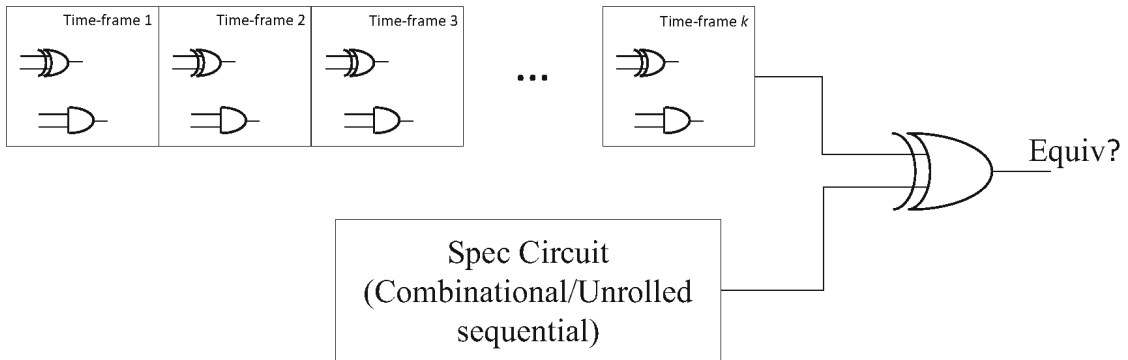 Time-frame 1
Time-frame 2
Time-frame 3
...
Time-frame k
Equiv?
Spec Circuit
(Combinational/Unrolled
sequential)